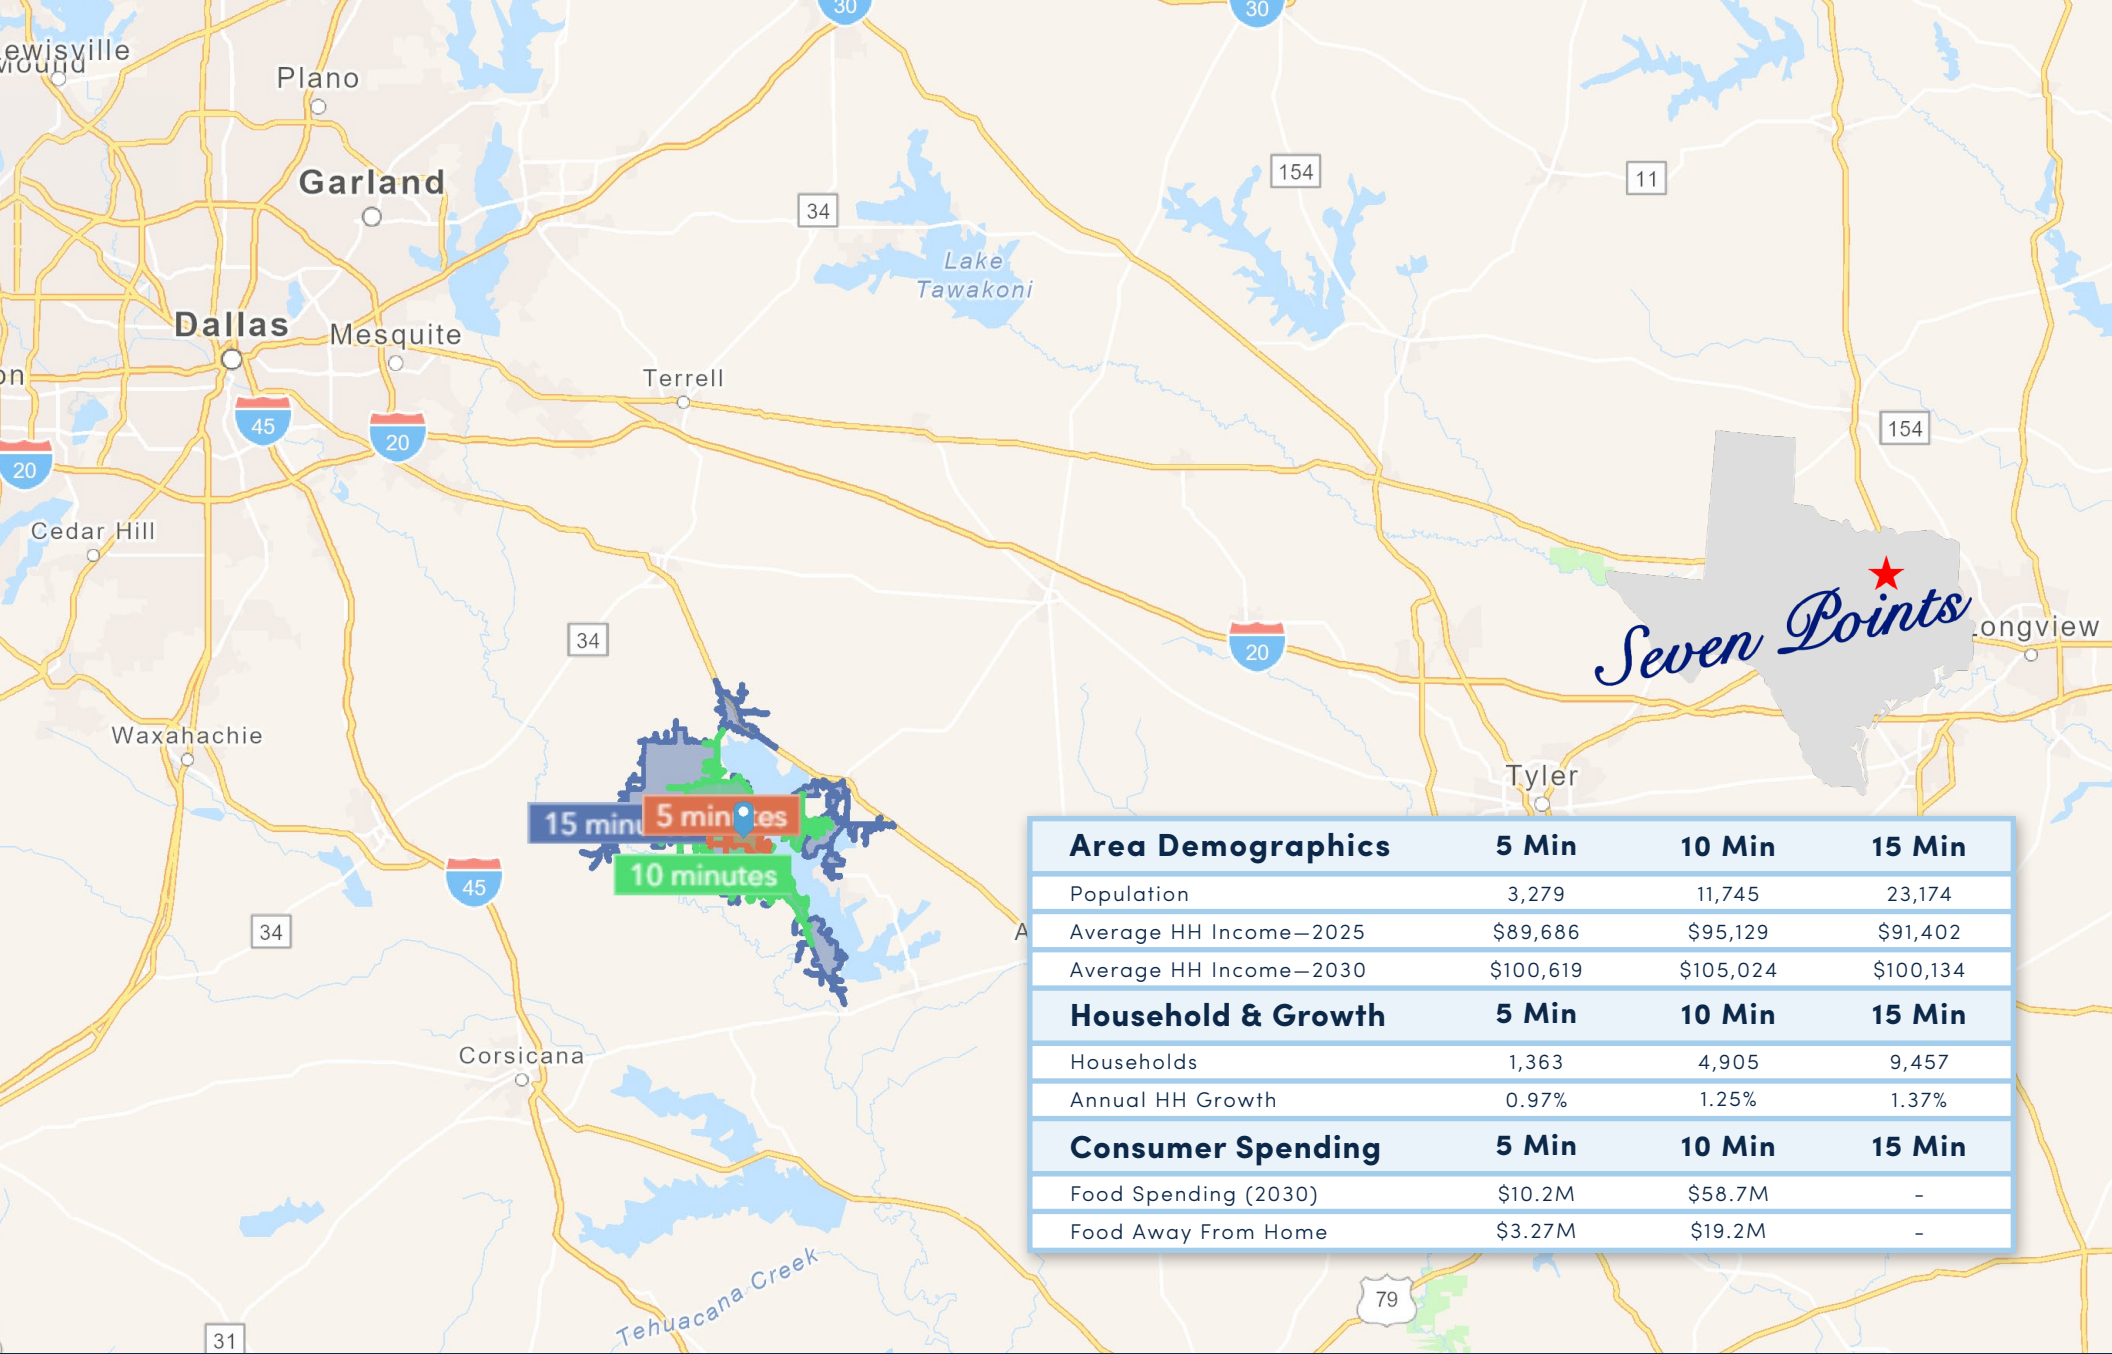 30
30
ewisville
Mound
Plano
Garland
154
11
34
Lake
Tawakoni
Dallas
Mesquite
on
Terrell
45
20
154
20
Cedar Hill
34
20
Seven Points
ongview
Waxahachie
Tyler
15 minu
5 minutes
10 minutes
45
34
A
Corsicana
Area Demographics 5 Min 10 Min 15 Min
Population 3,279 11,745 23,174
Average HH Income—2025 $89,686 $95,129 $91,402
Average HH Income—2030 $100,619 $105,024 $100,134
Household & Growth 5 Min 10 Min 15 Min
Households 1,363 4,905 9,457
Annual HH Growth 0.97% 1.25% 1.37%
Consumer Spending 5 Min 10 Min 15 Min
Food Spending (2030) $10.2M $58.7M -
Food Away From Home $3.27M $19.2M -
Tehuacana Creek
79
31